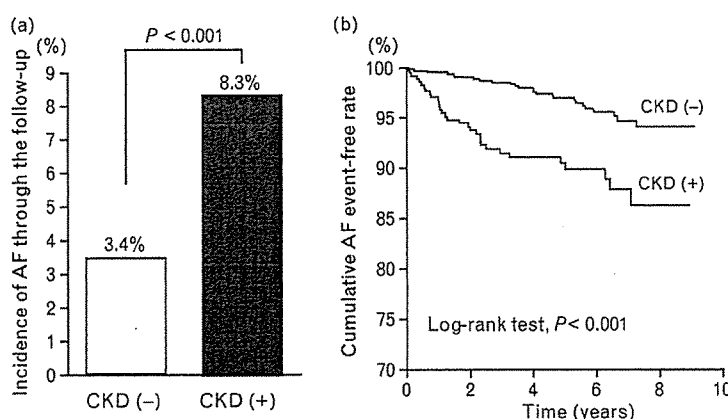 (a)
P < 0.001
(%)
Incidence of AF through the follow-up
9
8
7
6
5
4
3
2
1
0
3.4%
8.3%
CKD (–)
CKD (+)
(b)
(%)
Cumulative AF event-free rate
100
95
90
85
80
75
70
CKD (–)
CKD (+)
Log-rank test, P < 0.001
0 2 4 6 8 10
Time (years)